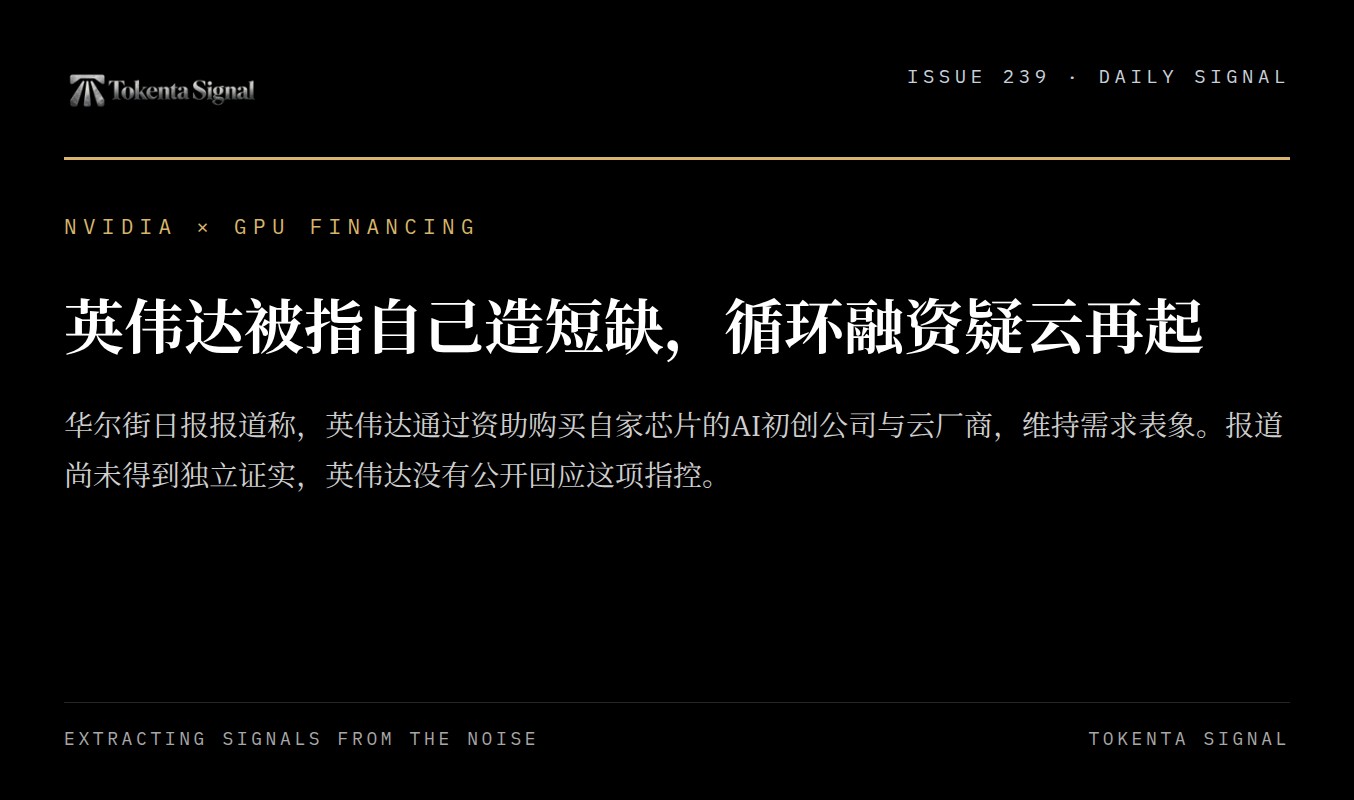 Tokenta Signal
ISSUE 239 · DAILY SIGNAL
NVIDIA × GPU FINANCING
英伟达被指自己造短缺，循环融资疑云再起
华尔街日报报道称，英伟达通过资助购买自家芯片的AI初创公司与云厂商，维持需求表象。报道
尚未得到独立证实，英伟达没有公开回应这项指控。
EXTRACTING SIGNALS FROM THE NOISE
TOKENTA SIGNAL